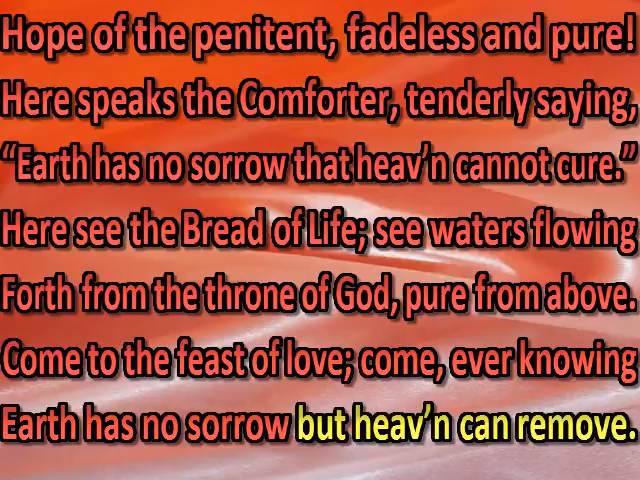 Hope of the penitent, fadeless and pure!
Here speaks the Comforter, tenderly saying,
“Earth has no sorrow that heav’n cannot cure.”
Here see the Bread of Life; see waters flowing
Forth from the throne of God, pure from above.
Come to the feast of love; come, ever knowing
Earth has no sorrow but heav’n can remove.